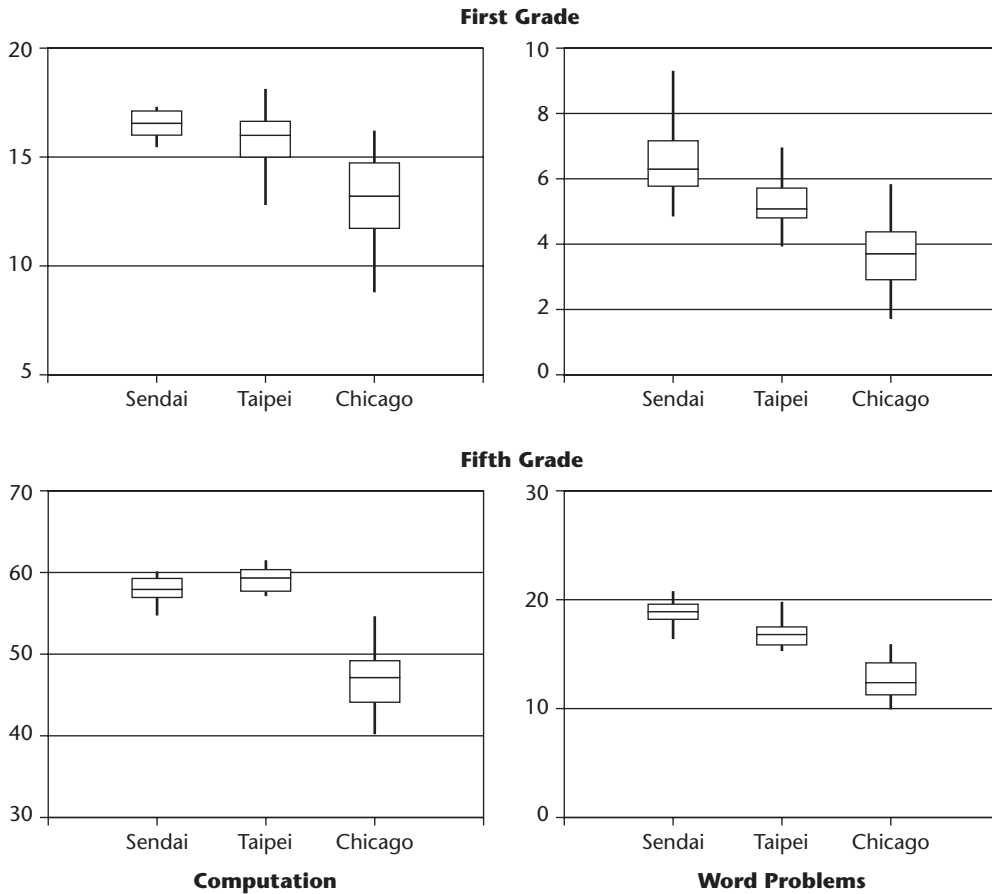 First Grade
20
15
10
5
Sendai Taipei Chicago
10
8
6
4
2
0
Sendai Taipei Chicago
Fifth Grade
70
60
50
40
30
Sendai Taipei Chicago
Computation
30
20
10
0
Sendai Taipei Chicago
Word Problems